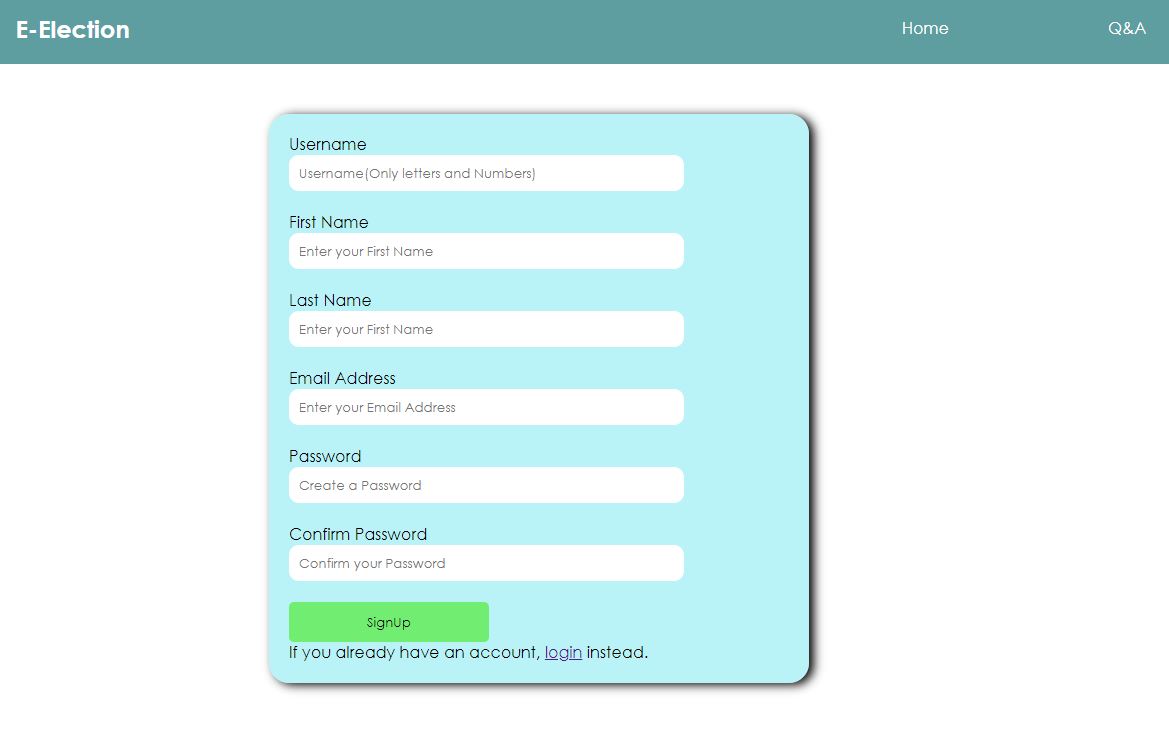 E-Election Home Q&A
Username
Username(Only letters and Numbers)
First Name
Enter your First Name
Last Name
Enter your First Name
Email Address
Enter your Email Address
Password
Create a Password
Confirm Password
Confirm your Password
SignUp
If you already have an account, login instead.